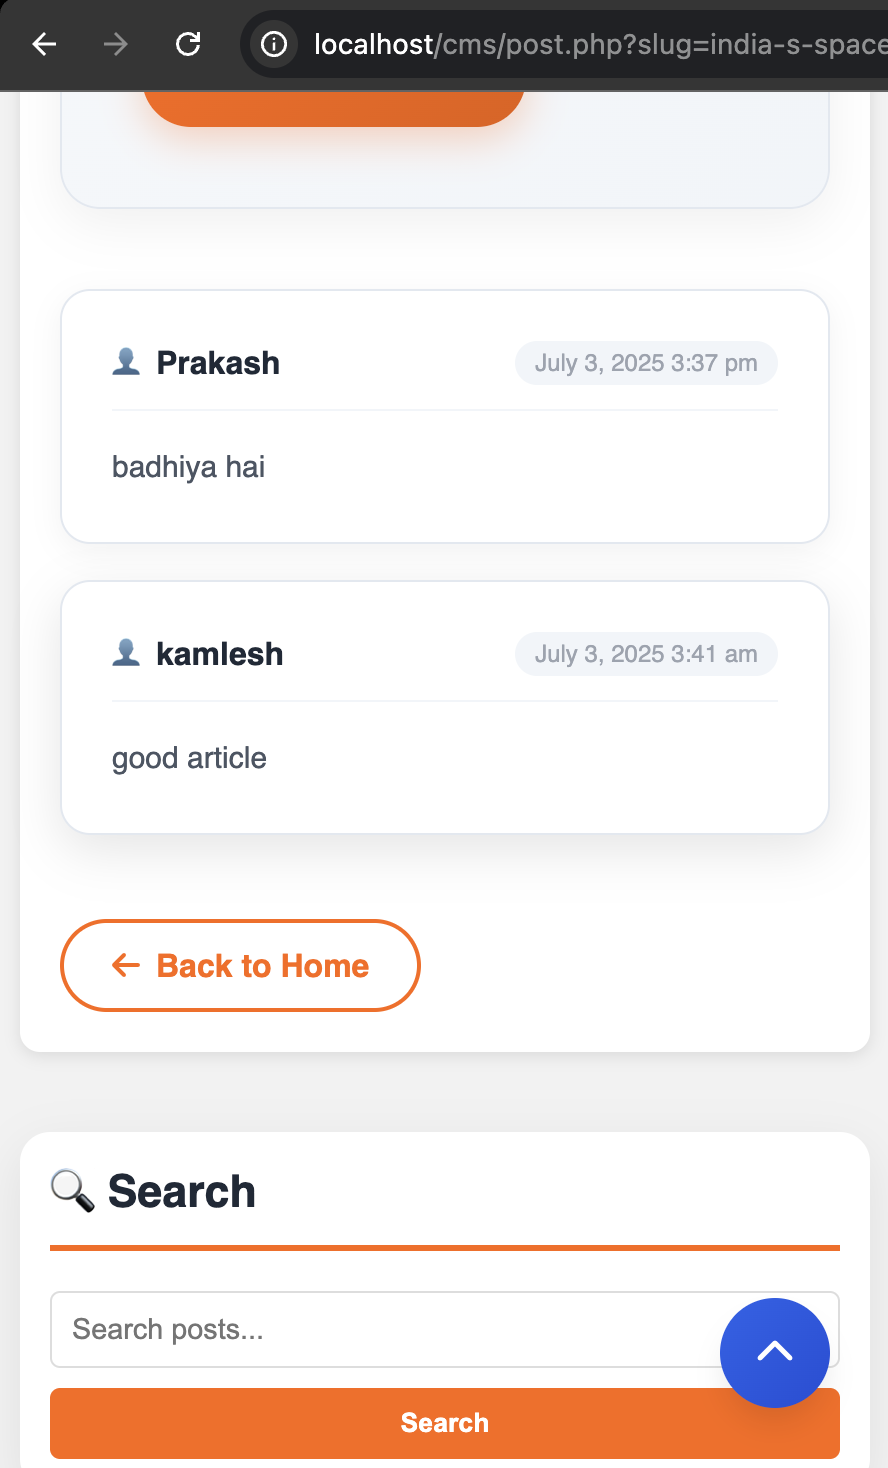 localhost/cms/post.php?slug=india-s-space
Prakash
July 3, 2025 3:37 pm
badhiya hai
kamlesh
July 3, 2025 3:41 am
good article
← Back to Home
Search
Search posts...
Search